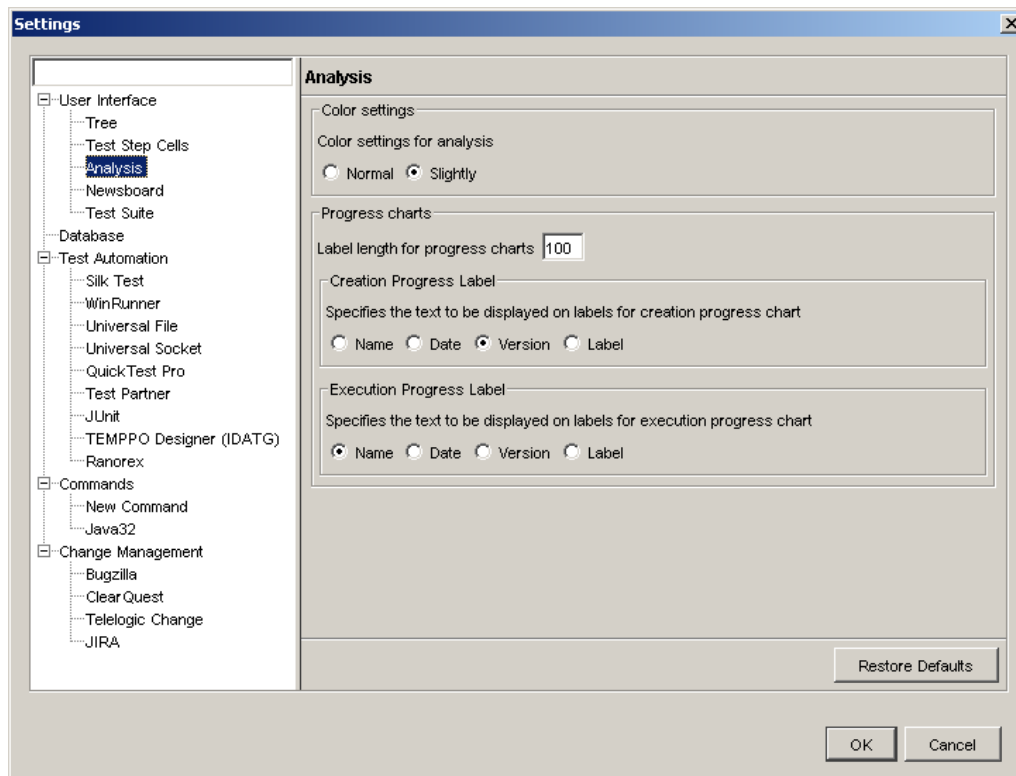 Settings
User Interface
Tree
Test Step Cells
Analysis
Newsboard
Test Suite
Database
Test Automation
Silk Test
WinRunner
Universal File
Universal Socket
QuickTest Pro
Test Partner
JUnit
TEMPPO Designer (IDATG)
Ranorex
Commands
New Command
Java32
Change Management
Bugzilla
ClearQuest
Telelogic Change
JIRA
Analysis
Color settings
Color settings for analysis
Normal Slightly
Progress charts
Label length for progress charts 100
Creation Progress Label
Specifies the text to be displayed on labels for creation progress chart
Name Date Version Label
Execution Progress Label
Specifies the text to be displayed on labels for execution progress chart
Name Date Version Label
Restore Defaults
OK Cancel